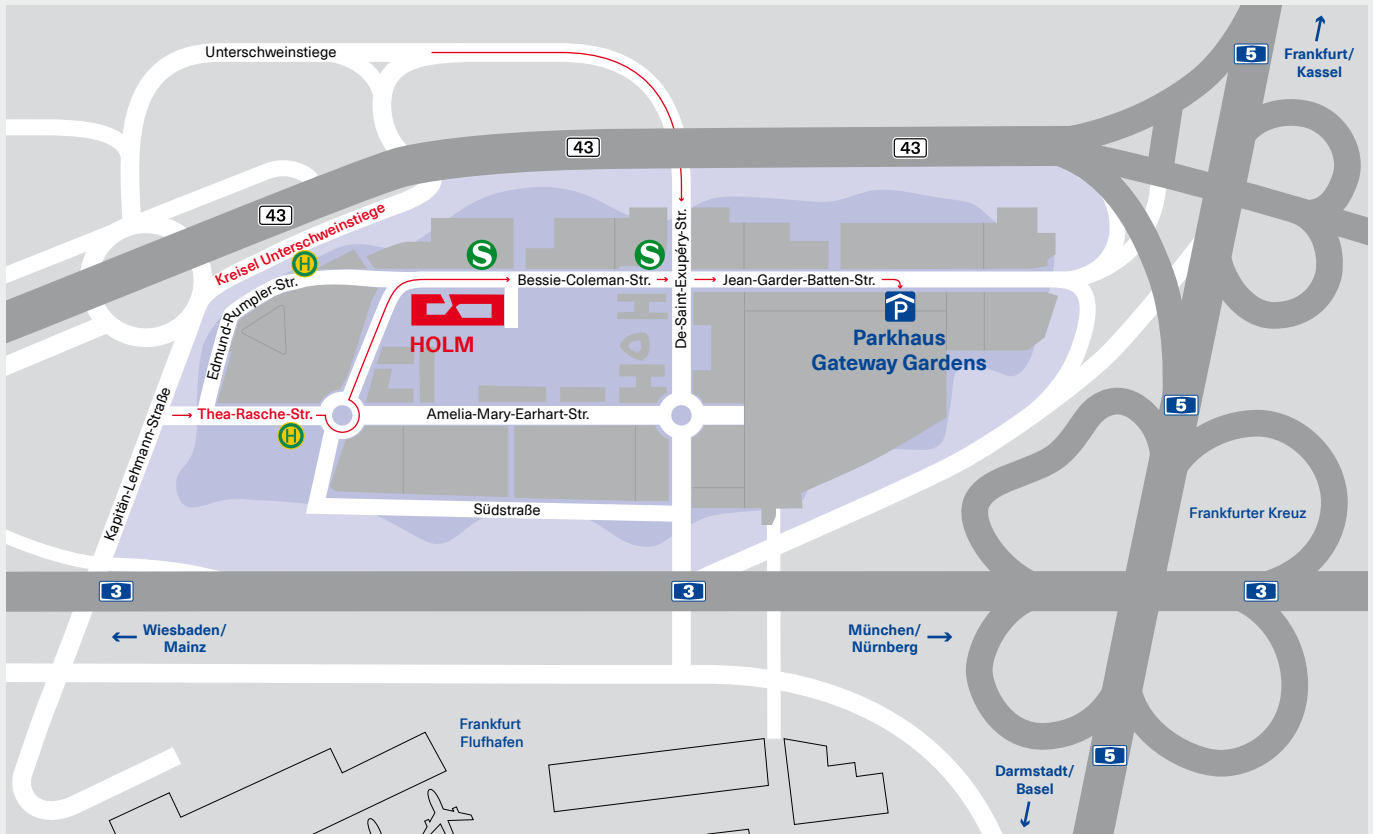 Unterschweinstiege
5
Frankfurt/
Kassel
43
43
43
Kreisel Unterschweinstiege
H
S
S
Edmund-Rumpler-Str.
Bessie-Coleman-Str.
De-Saint-Exupéry-Str.
Jean-Garder-Batten-Str.
P
HOLM
Parkhaus
Gateway Gardens
Kapitän-Lehmann-Straße
Thea-Rasche-Str.
H
Amelia-Mary-Earhart-Str.
5
Südstraße
Frankfurter Kreuz
3
3
3
Wiesbaden/
Mainz
München/
Nürnberg
Frankfurt
Flufhafen
5
Darmstadt/
Basel